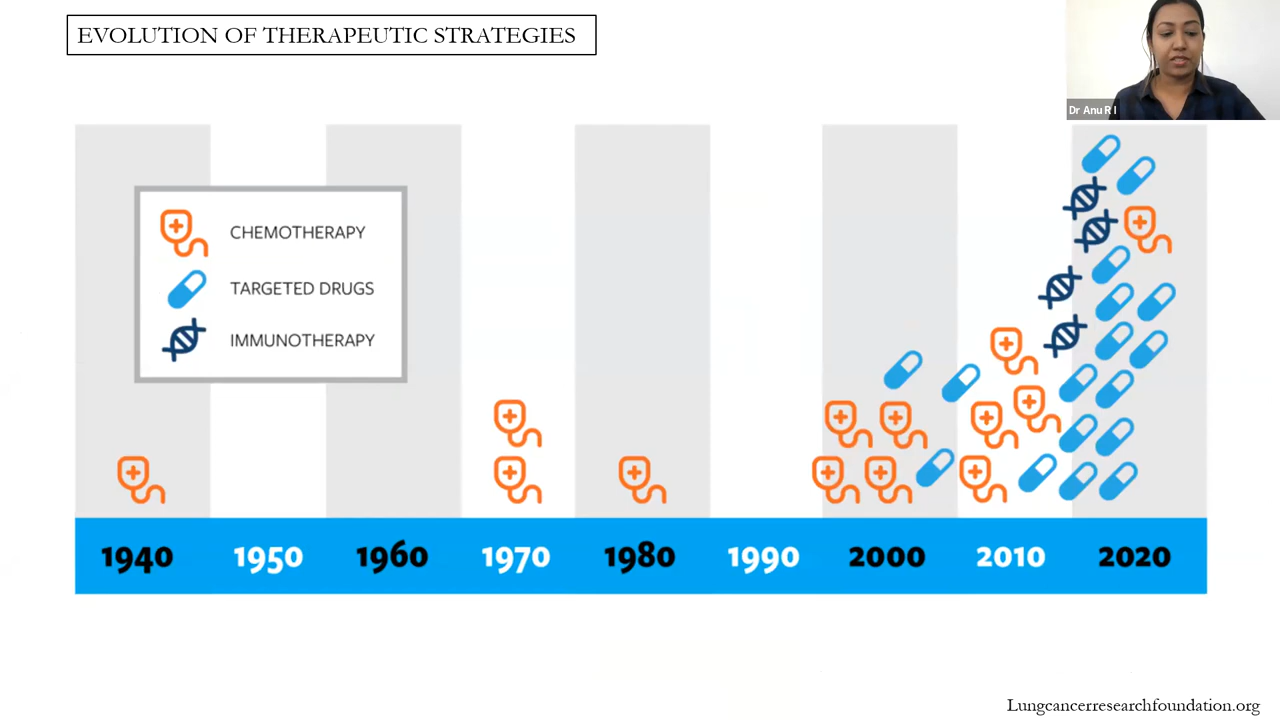 EVOLUTION OF THERAPEUTIC STRATEGIES
Dr Anu R I
CHEMOTHERAPY
TARGETED DRUGS
IMMUNOTHERAPY
1940 1950 1960 1970 1980 1990 2000 2010 2020
Lungcancerresearchfoundation.org